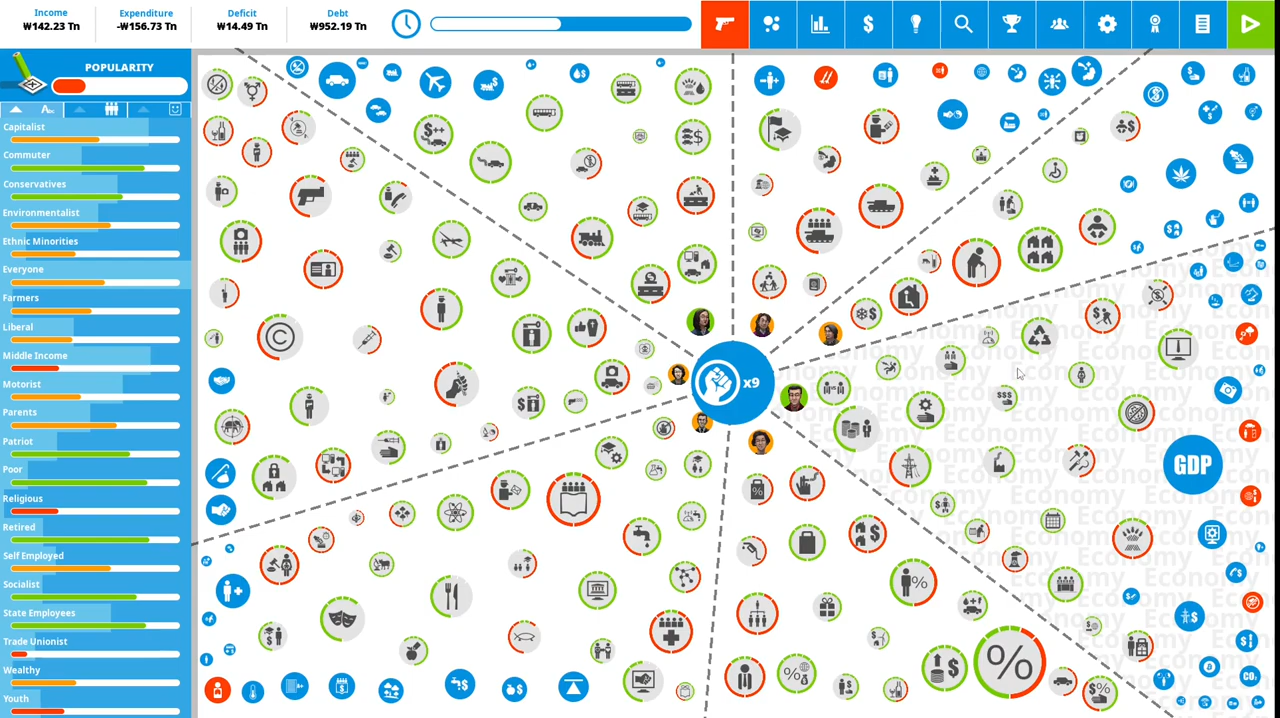 Income
Expenditure
Deficit
Debt
₩142.23 Tn
-₩156.73 Tn
₩14.49 Tn
₩952.19 Tn
POPULARITY
Capitalist
Commuter
Conservatives
Environmentalist
Ethnic Minorities
Everyone
Farmers
Liberal
Middle Income
Motorist
Parents
Patriot
Poor
Religious
Retired
Self Employed
Socialist
State Employees
Trade Unionist
Wealthy
Youth
x9
GDP
Economy